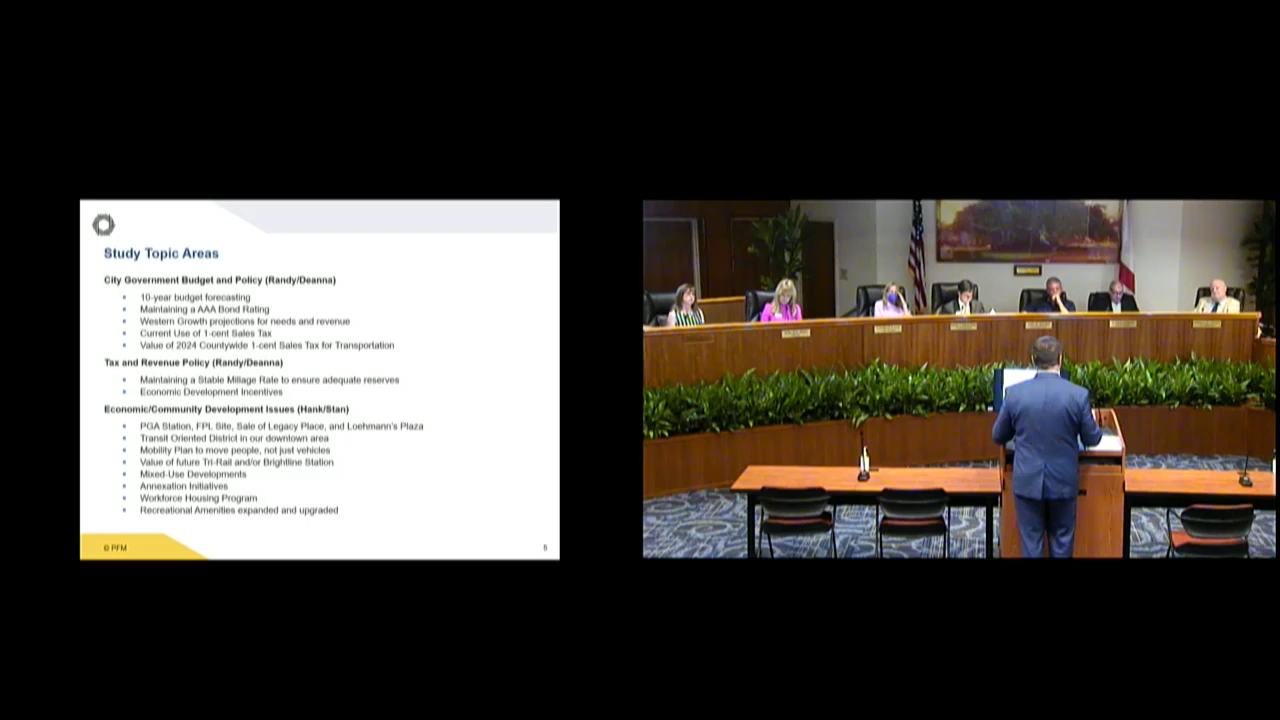 Study Topic Areas
City Government Budget and Policy (Randy/Deanna)
10-year budget forecasting
Maintaining a AAA Bond Rating
Western Growth projections for needs and revenue
Current Use of 1-cent Sales Tax
Value of 2024 Countywide 1-cent Sales Tax for Transportation
Tax and Revenue Policy (Randy/Deanna)
Maintaining a Stable Millage Rate to ensure adequate reserves
Economic Development Incentives
Economic/Community Development Issues (Hank/Stan)
PGA Station, FPL Site, Sale of Legacy Place, and Loehmann's Plaza
Transit Oriented District in our downtown area
Mobility Plan to move people, not just vehicles
Value of future Tri-Rail and/or Brightline Station
Mixed-Use Developments
Annexation Initiatives
Workforce Housing Program
Recreational Amenities expanded and upgraded
© PFM
5